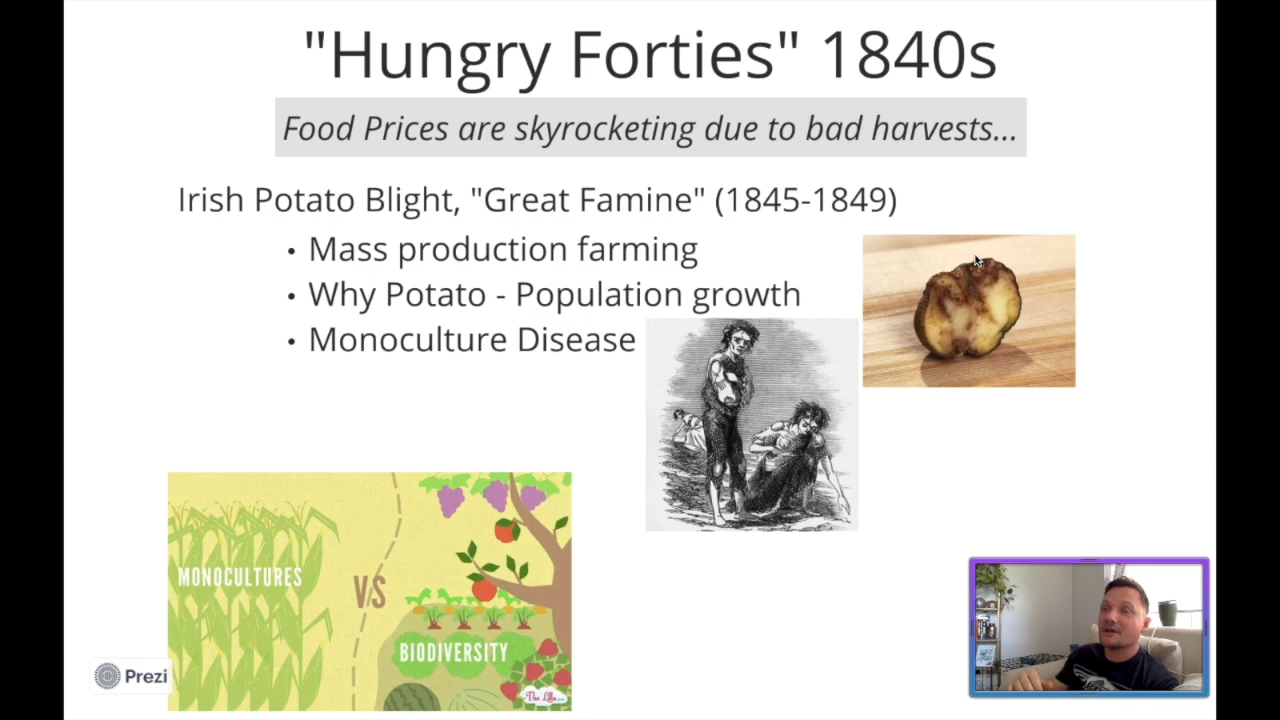 "Hungry Forties" 1840s
Food Prices are skyrocketing due to bad harvests...
Irish Potato Blight, "Great Famine" (1845-1849)
• Mass production farming
• Why Potato - Population growth
• Monoculture Disease
MONOCULTURES
VS
BIODIVERSITY
Prezi